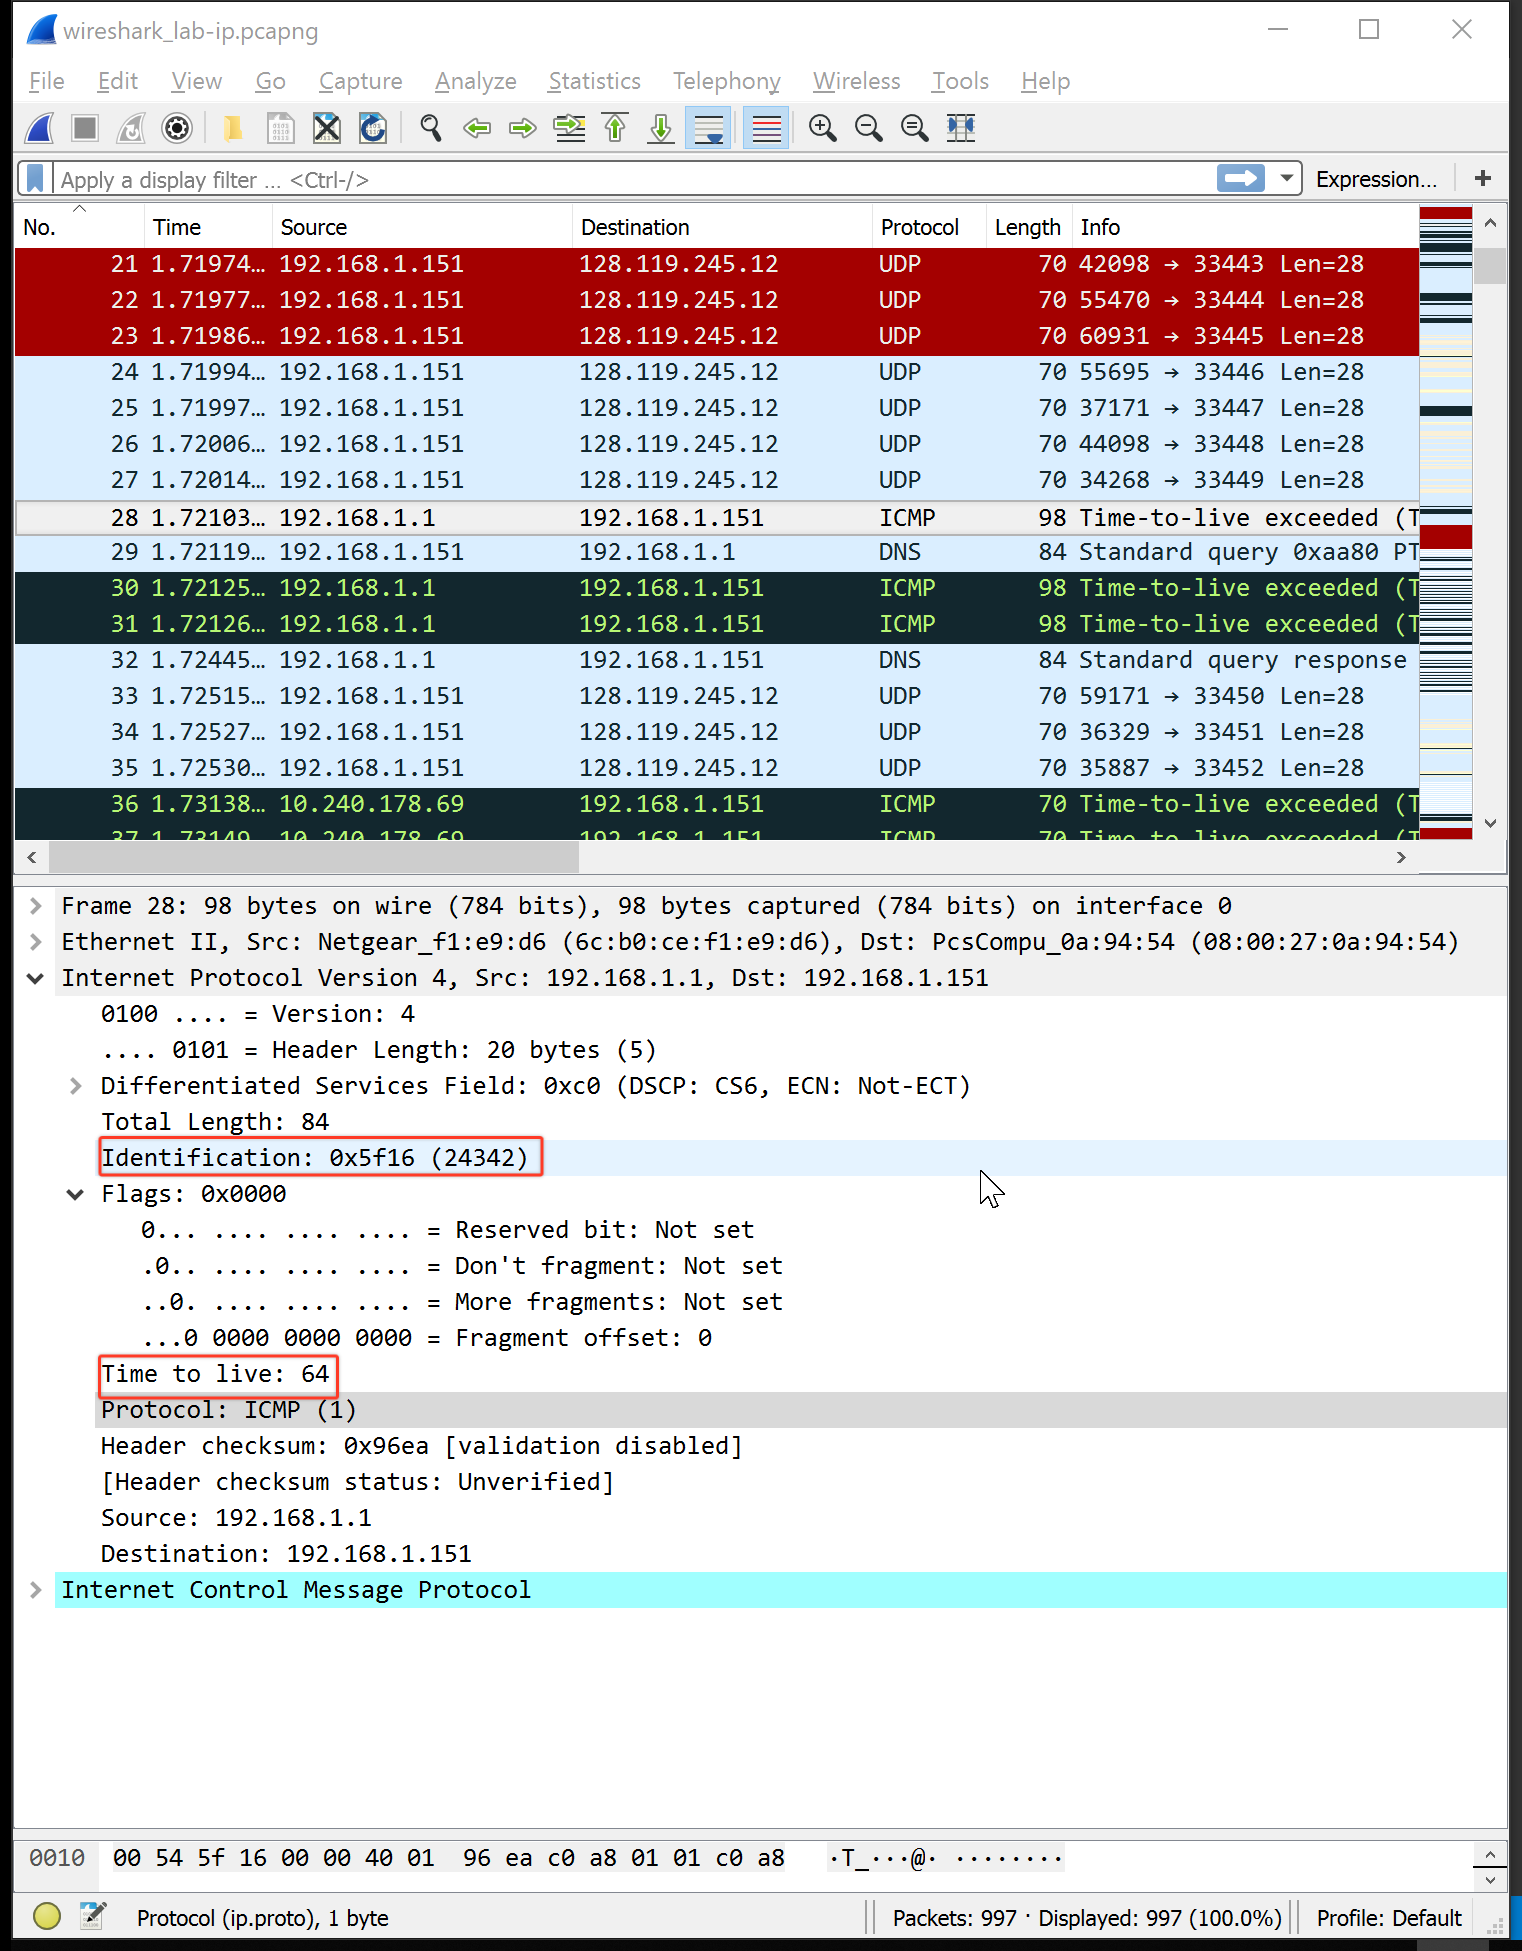 wireshark_lab-ip.pcapng
File Edit View Go Capture Analyze Statistics Telephony Wireless Tools Help
Apply a display filter ... <Ctrl-/> Expression... +
No. Time Source Destination Protocol Length Info
21 1.71974... 192.168.1.151 128.119.245.12 UDP 70 42098 → 33443 Len=28
22 1.71977... 192.168.1.151 128.119.245.12 UDP 70 55470 → 33444 Len=28
23 1.71986... 192.168.1.151 128.119.245.12 UDP 70 60931 → 33445 Len=28
24 1.71994... 192.168.1.151 128.119.245.12 UDP 70 55695 → 33446 Len=28
25 1.71997... 192.168.1.151 128.119.245.12 UDP 70 37171 → 33447 Len=28
26 1.72006... 192.168.1.151 128.119.245.12 UDP 70 44098 → 33448 Len=28
27 1.72014... 192.168.1.151 128.119.245.12 UDP 70 34268 → 33449 Len=28
28 1.72103... 192.168.1.1 192.168.1.151 ICMP 98 Time-to-live exceeded (T
29 1.72119... 192.168.1.151 192.168.1.1 DNS 84 Standard query 0xaa80 PT
30 1.72125... 192.168.1.1 192.168.1.151 ICMP 98 Time-to-live exceeded (T
31 1.72126... 192.168.1.1 192.168.1.151 ICMP 98 Time-to-live exceeded (T
32 1.72445... 192.168.1.1 192.168.1.151 DNS 84 Standard query response
33 1.72515... 192.168.1.151 128.119.245.12 UDP 70 59171 → 33450 Len=28
34 1.72527... 192.168.1.151 128.119.245.12 UDP 70 36329 → 33451 Len=28
35 1.72530... 192.168.1.151 128.119.245.12 UDP 70 35887 → 33452 Len=28
36 1.73138... 10.240.178.69 192.168.1.151 ICMP 70 Time-to-live exceeded (T
37 1.73149... 10.240.178.69 192.168.1.151 ICMP 70 Time-to-live exceeded (T
Frame 28: 98 bytes on wire (784 bits), 98 bytes captured (784 bits) on interface 0
Ethernet II, Src: Netgear_f1:e9:d6 (6c:b0:ce:f1:e9:d6), Dst: PcsCompu_0a:94:54 (08:00:27:0a:94:54)
Internet Protocol Version 4, Src: 192.168.1.1, Dst: 192.168.1.151
0100 .... = Version: 4
.... 0101 = Header Length: 20 bytes (5)
Differentiated Services Field: 0xc0 (DSCP: CS6, ECN: Not-ECT)
Total Length: 84
Identification: 0x5f16 (24342)
Flags: 0x0000
0... .... .... .... = Reserved bit: Not set
.0.. .... .... .... = Don't fragment: Not set
..0. .... .... .... = More fragments: Not set
...0 0000 0000 0000 = Fragment offset: 0
Time to live: 64
Protocol: ICMP (1)
Header checksum: 0x96ea [validation disabled]
[Header checksum status: Unverified]
Source: 192.168.1.1
Destination: 192.168.1.151
Internet Control Message Protocol
0010 00 54 5f 16 00 00 40 01 96 ea c0 a8 01 01 c0 a8 ·T_···@· ········
Protocol (ip.proto), 1 byte Packets: 997 · Displayed: 997 (100.0%) Profile: Default